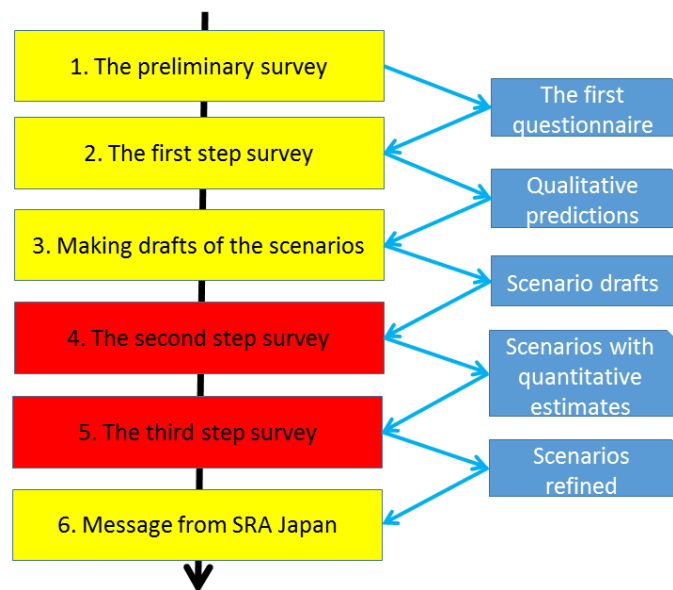 1. The preliminary survey
The first
questionnaire
2. The first step survey
Qualitative
predictions
3. Making drafts of the scenarios
Scenario drafts
4. The second step survey
Scenarios with
quantitative
estimates
5. The third step survey
Scenarios
refined
6. Message from SRA Japan